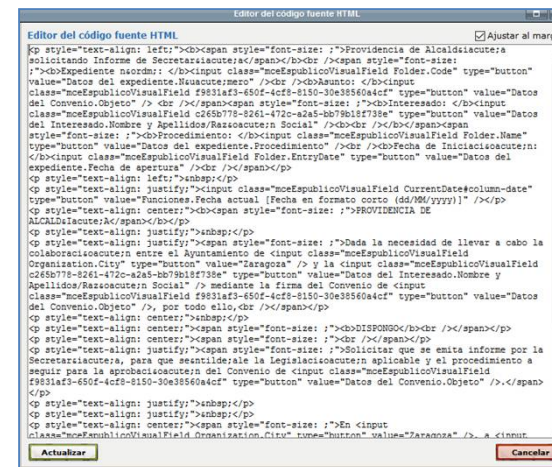 Editor del código fuente HTML
Editor del código fuente HTML
Ajustar al marg
<p style="text-align: left;"><b><span style="font-size: ;">Providencia de Alcald&iacute;a
solicitando Informe de Secretar&iacute;a</span></b><br /><span style="font-size:
;"><b>Expediente n&ordm;: </b><input class="mceEspublicoVisualField Folder.Code" type="button"
value="Datos del expediente.N&uacute;mero" /><br /><b>Asunto: </b><input
class="mceEspublicoVisualField f9831af3-650f-4cf8-8150-30e38560a4cf" type="button" value="Datos
del Convenio.Objeto" /> <br /></span><span style="font-size: ;"><b>Interesado: </b><input
class="mceEspublicoVisualField c265b778-8261-472c-a2a5-bb79b18f738e" type="button" value="Datos
del Interesado.Nombre y Apellidos/Raz&oacute;n Social" /><b><br /></b></span><span
style="font-size: ;"><b>Procedimiento: </b><input class="mceEspublicoVisualField Folder.Name"
type="button" value="Datos del expediente.Procedimiento" /><br /><b>Fecha de Iniciaci&oacute;n:
</b><input class="mceEspublicoVisualField Folder.EntryDate" type="button" value="Datos del
expediente.Fecha de apertura" /><br /></span></p>
<p style="text-align: left;">&nbsp;</p>
<p style="text-align: justify;"><input class="mceEspublicoVisualField CurrentDate#column-date"
type="button" value="Funciones.Fecha actual [Fecha en formato corto (dd/MM/yyyy)]" /></p>
<p style="text-align: center;"><b><span style="font-size: ;">PROVIDENCIA DE
ALCALD&Iacute;A</span></b></p>
<p style="text-align: justify;">&nbsp;</p>
<p style="text-align: justify;"><span style="font-size: ;">Dada la necesidad de llevar a cabo la
colaboraci&oacute;n entre el Ayuntamiento de <input class="mceEspublicoVisualField
Organization.City" type="button" value="Zaragoza" /> y la <input class="mceEspublicoVisualField
c265b778-8261-472c-a2a5-bb79b18f738e" type="button" value="Datos del Interesado.Nombre y
Apellidos/Raz&oacute;n Social" /> mediante la firma del Convenio de <input
class="mceEspublicoVisualField f9831af3-650f-4cf8-8150-30e38560a4cf" type="button" value="Datos
del Convenio.Objeto" />, por todo ello,<br /></span></p>
<p style="text-align: center;">&nbsp;</p>
<p style="text-align: center;"><span style="font-size: ;"><b>DISPONGO</b><br /></span></p>
<p style="text-align: center;"><span style="font-size: ;"><br /></span></p>
<p style="text-align: justify;"><span style="font-size: ;">Solicitar que se emita informe por la
Secretar&iacute;a, para que se&ntilde;ale la Legislaci&oacute;n aplicable y el procedimiento a
seguir para la aprobaci&oacute;n del Convenio de <input class="mceEspublicoVisualField
f9831af3-650f-4cf8-8150-30e38560a4cf" type="button" value="Datos del Convenio.Objeto" />.</span>
</p>
<p style="text-align: justify;">&nbsp;</p>
<p style="text-align: justify;">&nbsp;</p>
<p style="text-align: center;"><span style="font-size: ;">En <input
class="mceEspublicoVisualField Organization.City" type="button" value="Zaragoza" />, a <input
Actualizar
Cancelar